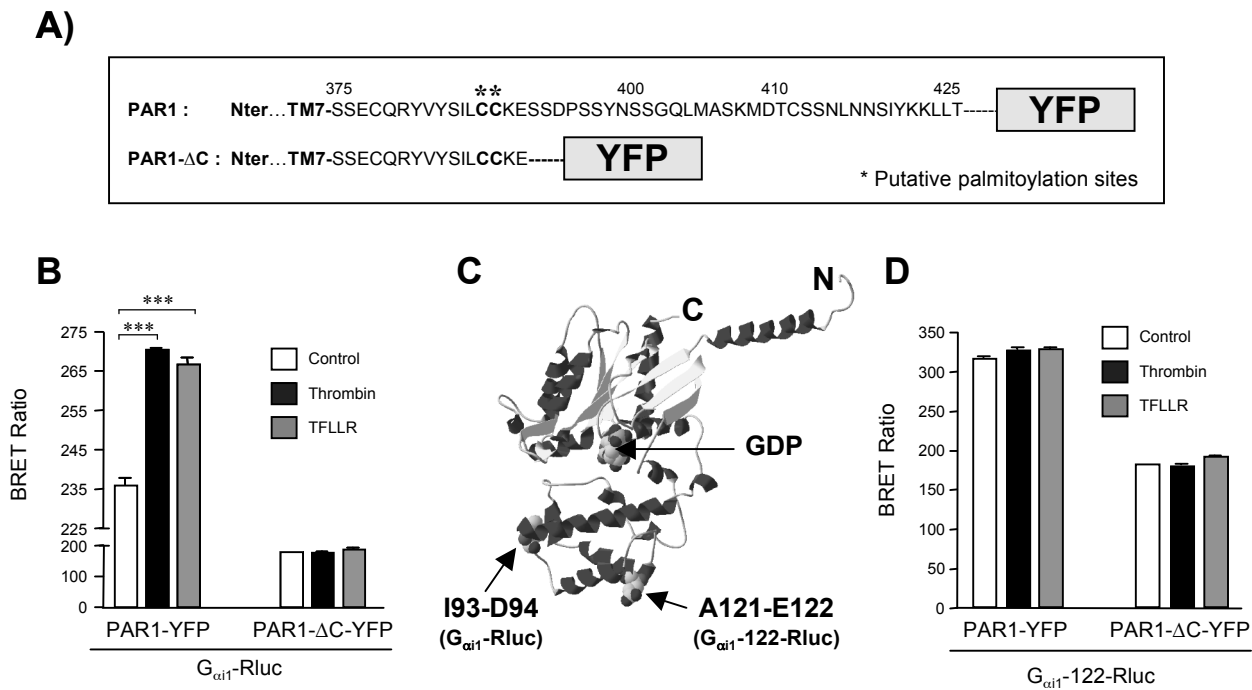 A)
375 ** 400 410 425
PAR1 : Nter...TM7-SSECQRYVYSILCCKESSDPSSYNSSGQLMASKMDTCSSNLNNSIYKKLLT------ YFP
PAR1-ΔC : Nter...TM7-SSECQRYVYSILCCKE------ YFP
* Putative palmitoylation sites
B
*** ***
275
265
255
245
235
225
200
100
0
BRET Ratio
Control
Thrombin
TFLLR
PAR1-YFP PAR1-ΔC-YFP
Gαi1-Rluc
C
N
C
GDP
I93-D94
(Gαi1-Rluc)
A121-E122
(Gαi1-122-Rluc)
D
350
300
250
200
150
100
50
0
BRET Ratio
Control
Thrombin
TFLLR
PAR1-YFP PAR1-ΔC-YFP
Gαi1-122-Rluc